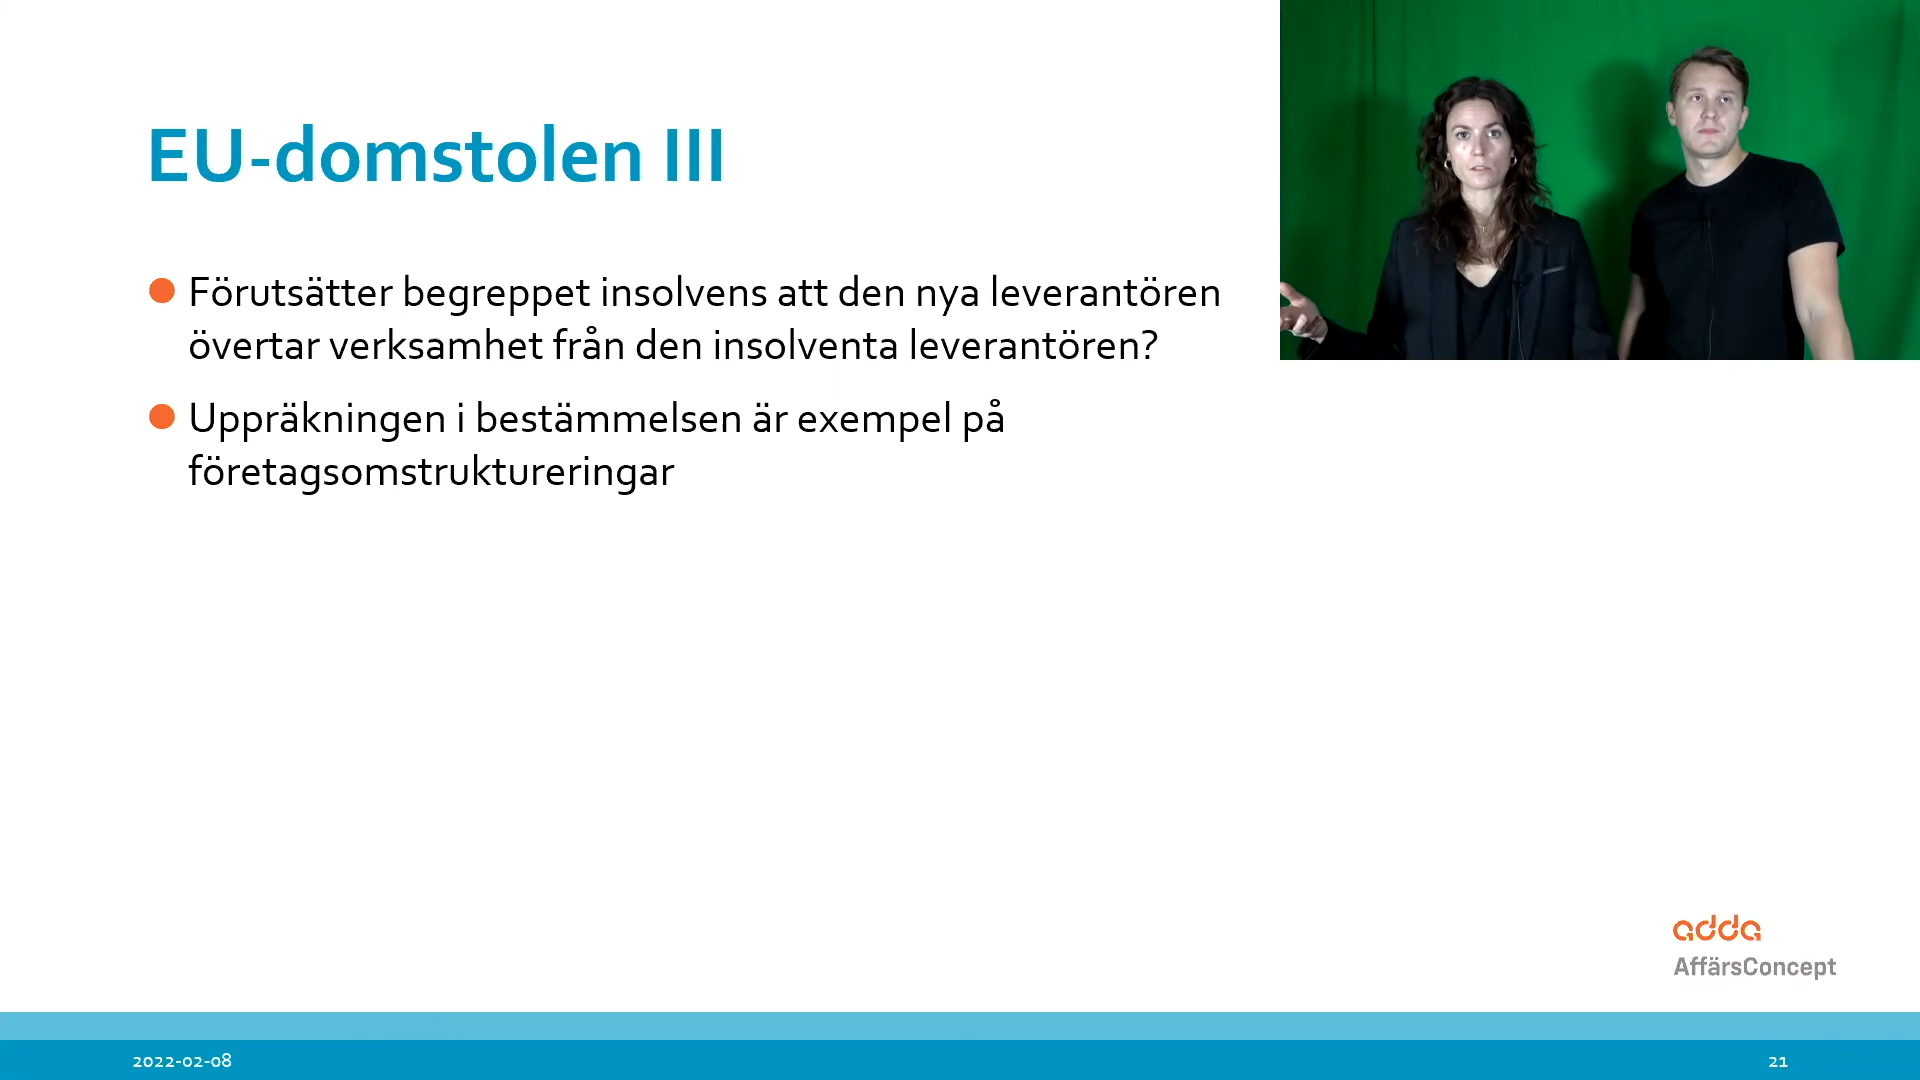 EU-domstolen III
Förutsätter begreppet insolvens att den nya leverantören
övertar verksamhet från den insolventa leverantören?
Uppräkningen i bestämmelsen är exempel på
företagsomstruktureringar
adda
AffärsConcept
2022-02-08
21